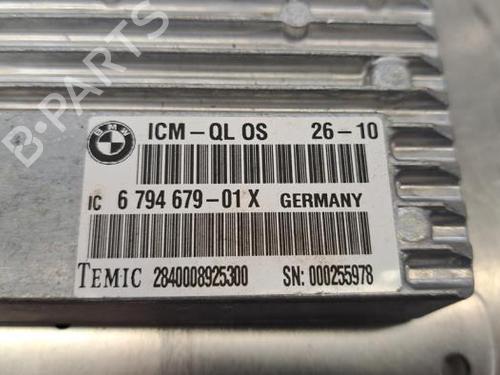 B-PARTS
BMW
ICM-QL OS 26-10
IC 6 794 679-01 X GERMANY
TEMIC 2840008925300 SN: 000255978